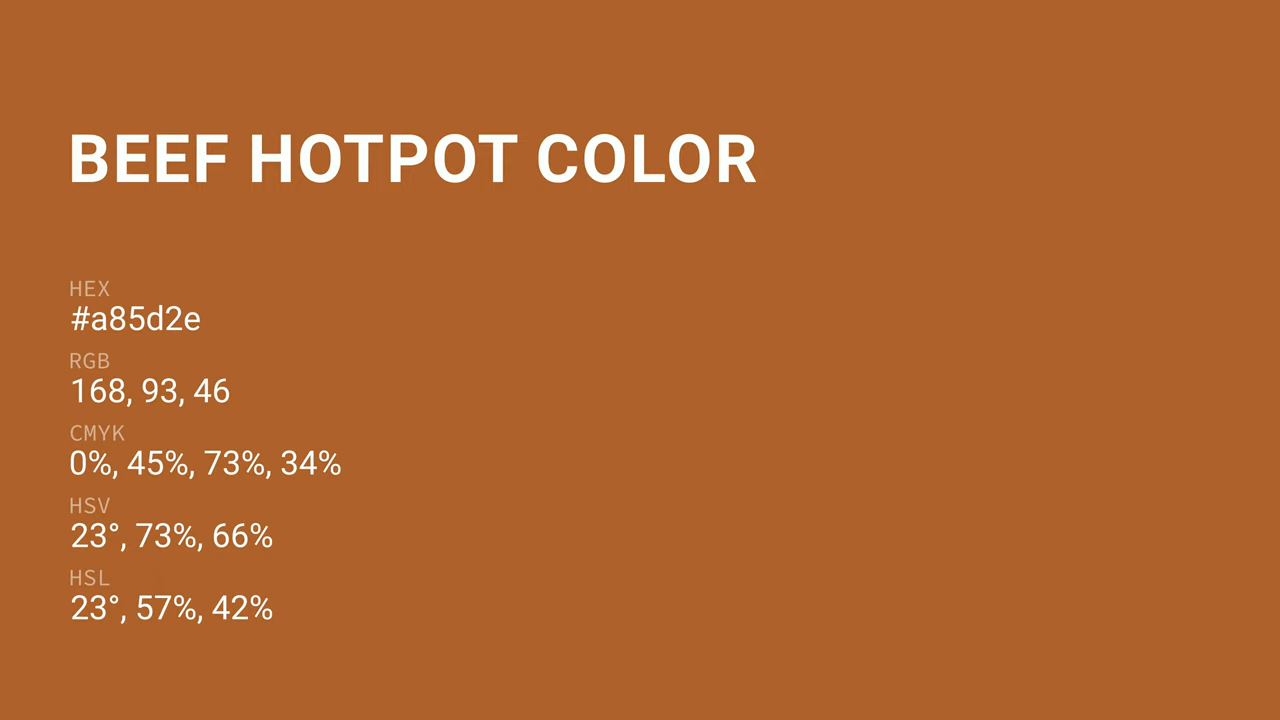 BEEF HOTPOT COLOR
HEX
#a85d2e
RGB
168, 93, 46
CMYK
0%, 45%, 73%, 34%
HSV
23°, 73%, 66%
HSL
23°, 57%, 42%